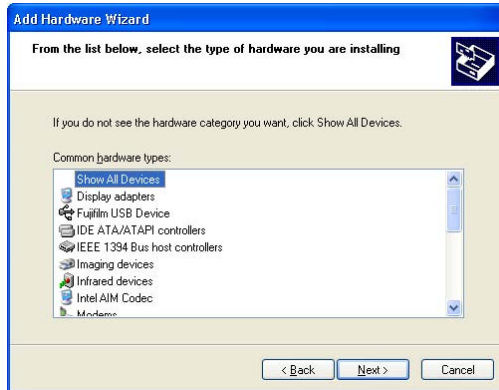 Add Hardware Wizard
From the list below, select the type of hardware you are installing
If you do not see the hardware category you want, click Show All Devices.
Common hardware types:
Show All Devices
Display adapters
Fujifilm USB Device
IDE ATA/ATAPI controllers
IEEE 1394 Bus host controllers
Imaging devices
Infrared devices
Intel AIM Codec
Modems
< Back Next > Cancel